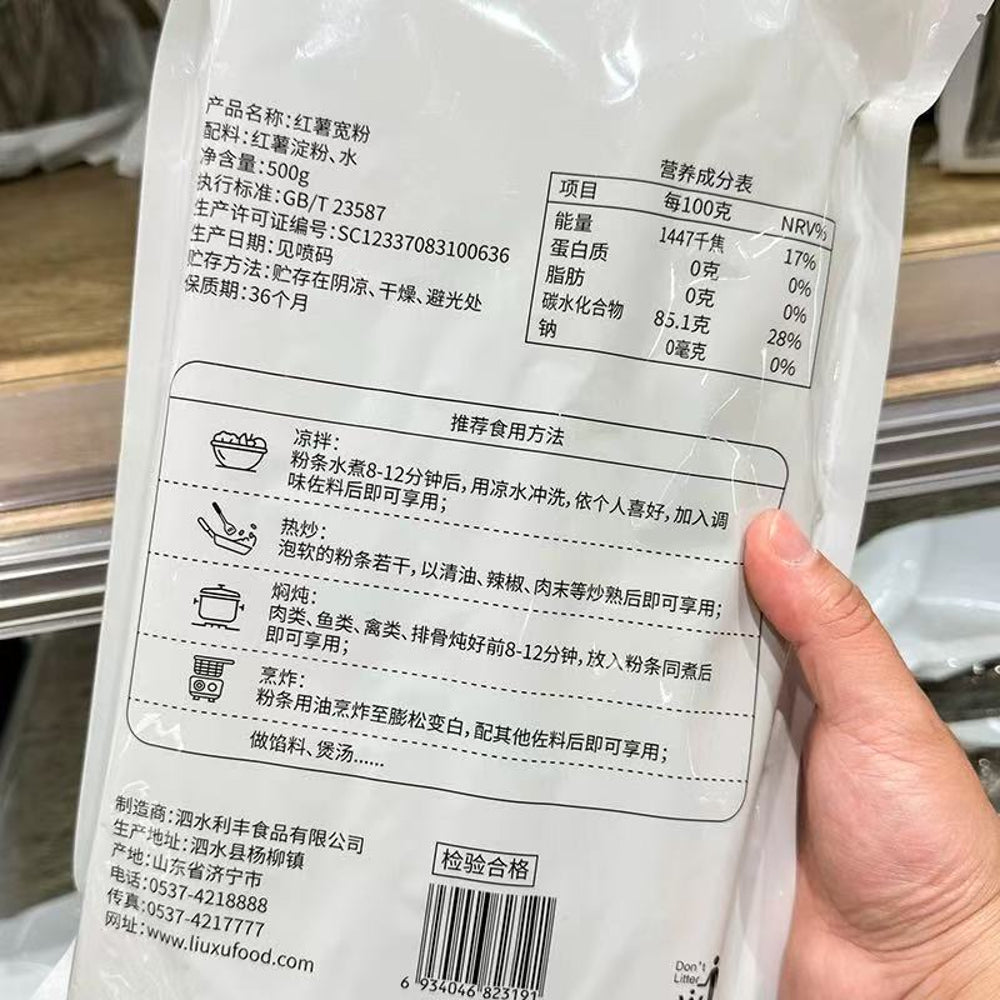 产品名称:红薯宽粉
配料:红薯淀粉、水
净含量:500g
执行标准:GB/T 23587
生产许可证编号:SC12337083100636
生产日期:见喷码
贮存方法:贮存在阴凉、干燥、避光处
保质期:36个月
营养成分表
项目 每100克 NRV%
能量 1447千焦 17%
蛋白质 0克 0%
脂肪 0克 0%
碳水化合物 85.1克 28%
钠 0毫克 0%
推荐食用方法
凉拌:
粉条水煮8-12分钟后,用凉水冲洗,依个人喜好,加入调
味佐料后即可享用;
热炒:
泡软的粉条若干,以清油、辣椒、肉末等炒熟后即可享用;
焖炖:
肉类、鱼类、禽类、排骨炖好前8-12分钟,放入粉条同煮后
即可享用;
烹炸:
粉条用油烹炸至膨松变白,配其他佐料后即可享用;
做馅料、煲汤......
制造商:泗水利丰食品有限公司
生产地址:泗水县杨柳镇
产地:山东省济宁市
电话:0537-4218888
传真:0537-4217777
网址:www.liuxufood.com
检验合格
6 934046 823191
Don't
Litter